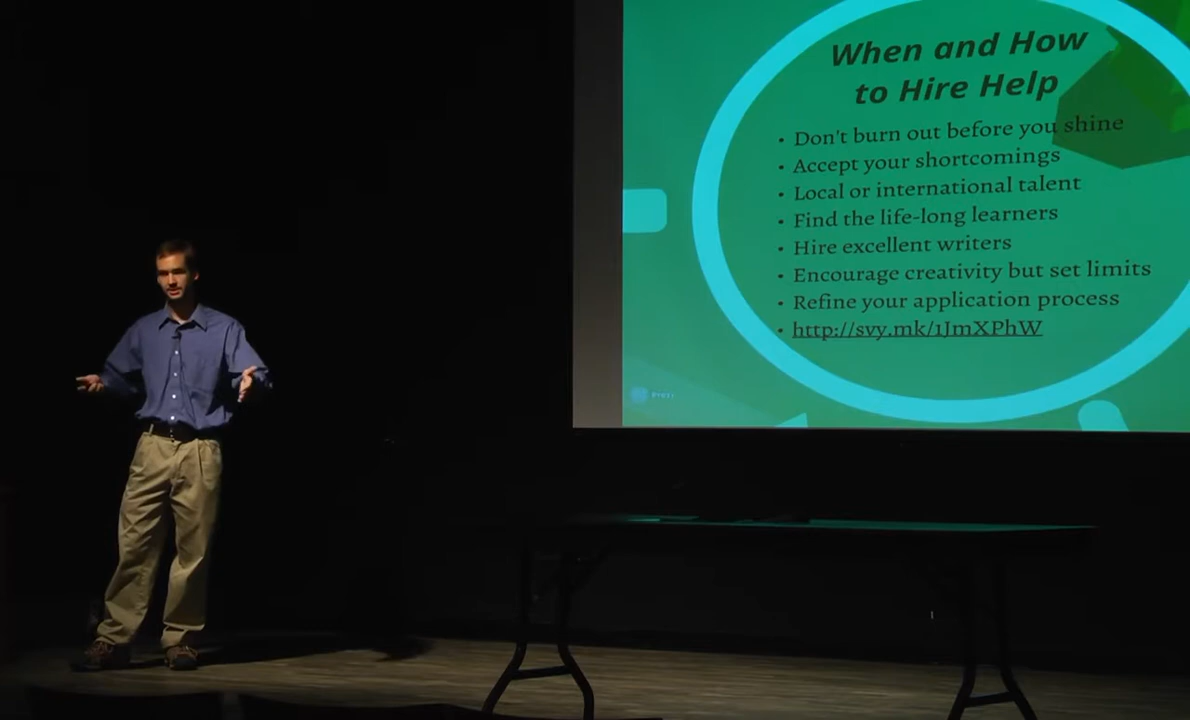 When and How
to Hire Help
• Don't burn out before you shine
• Accept your shortcomings
• Local or international talent
• Find the life-long learners
• Hire excellent writers
• Encourage creativity but set limits
• Refine your application process
• http://svy.mk/1JmXPhW
Prezi